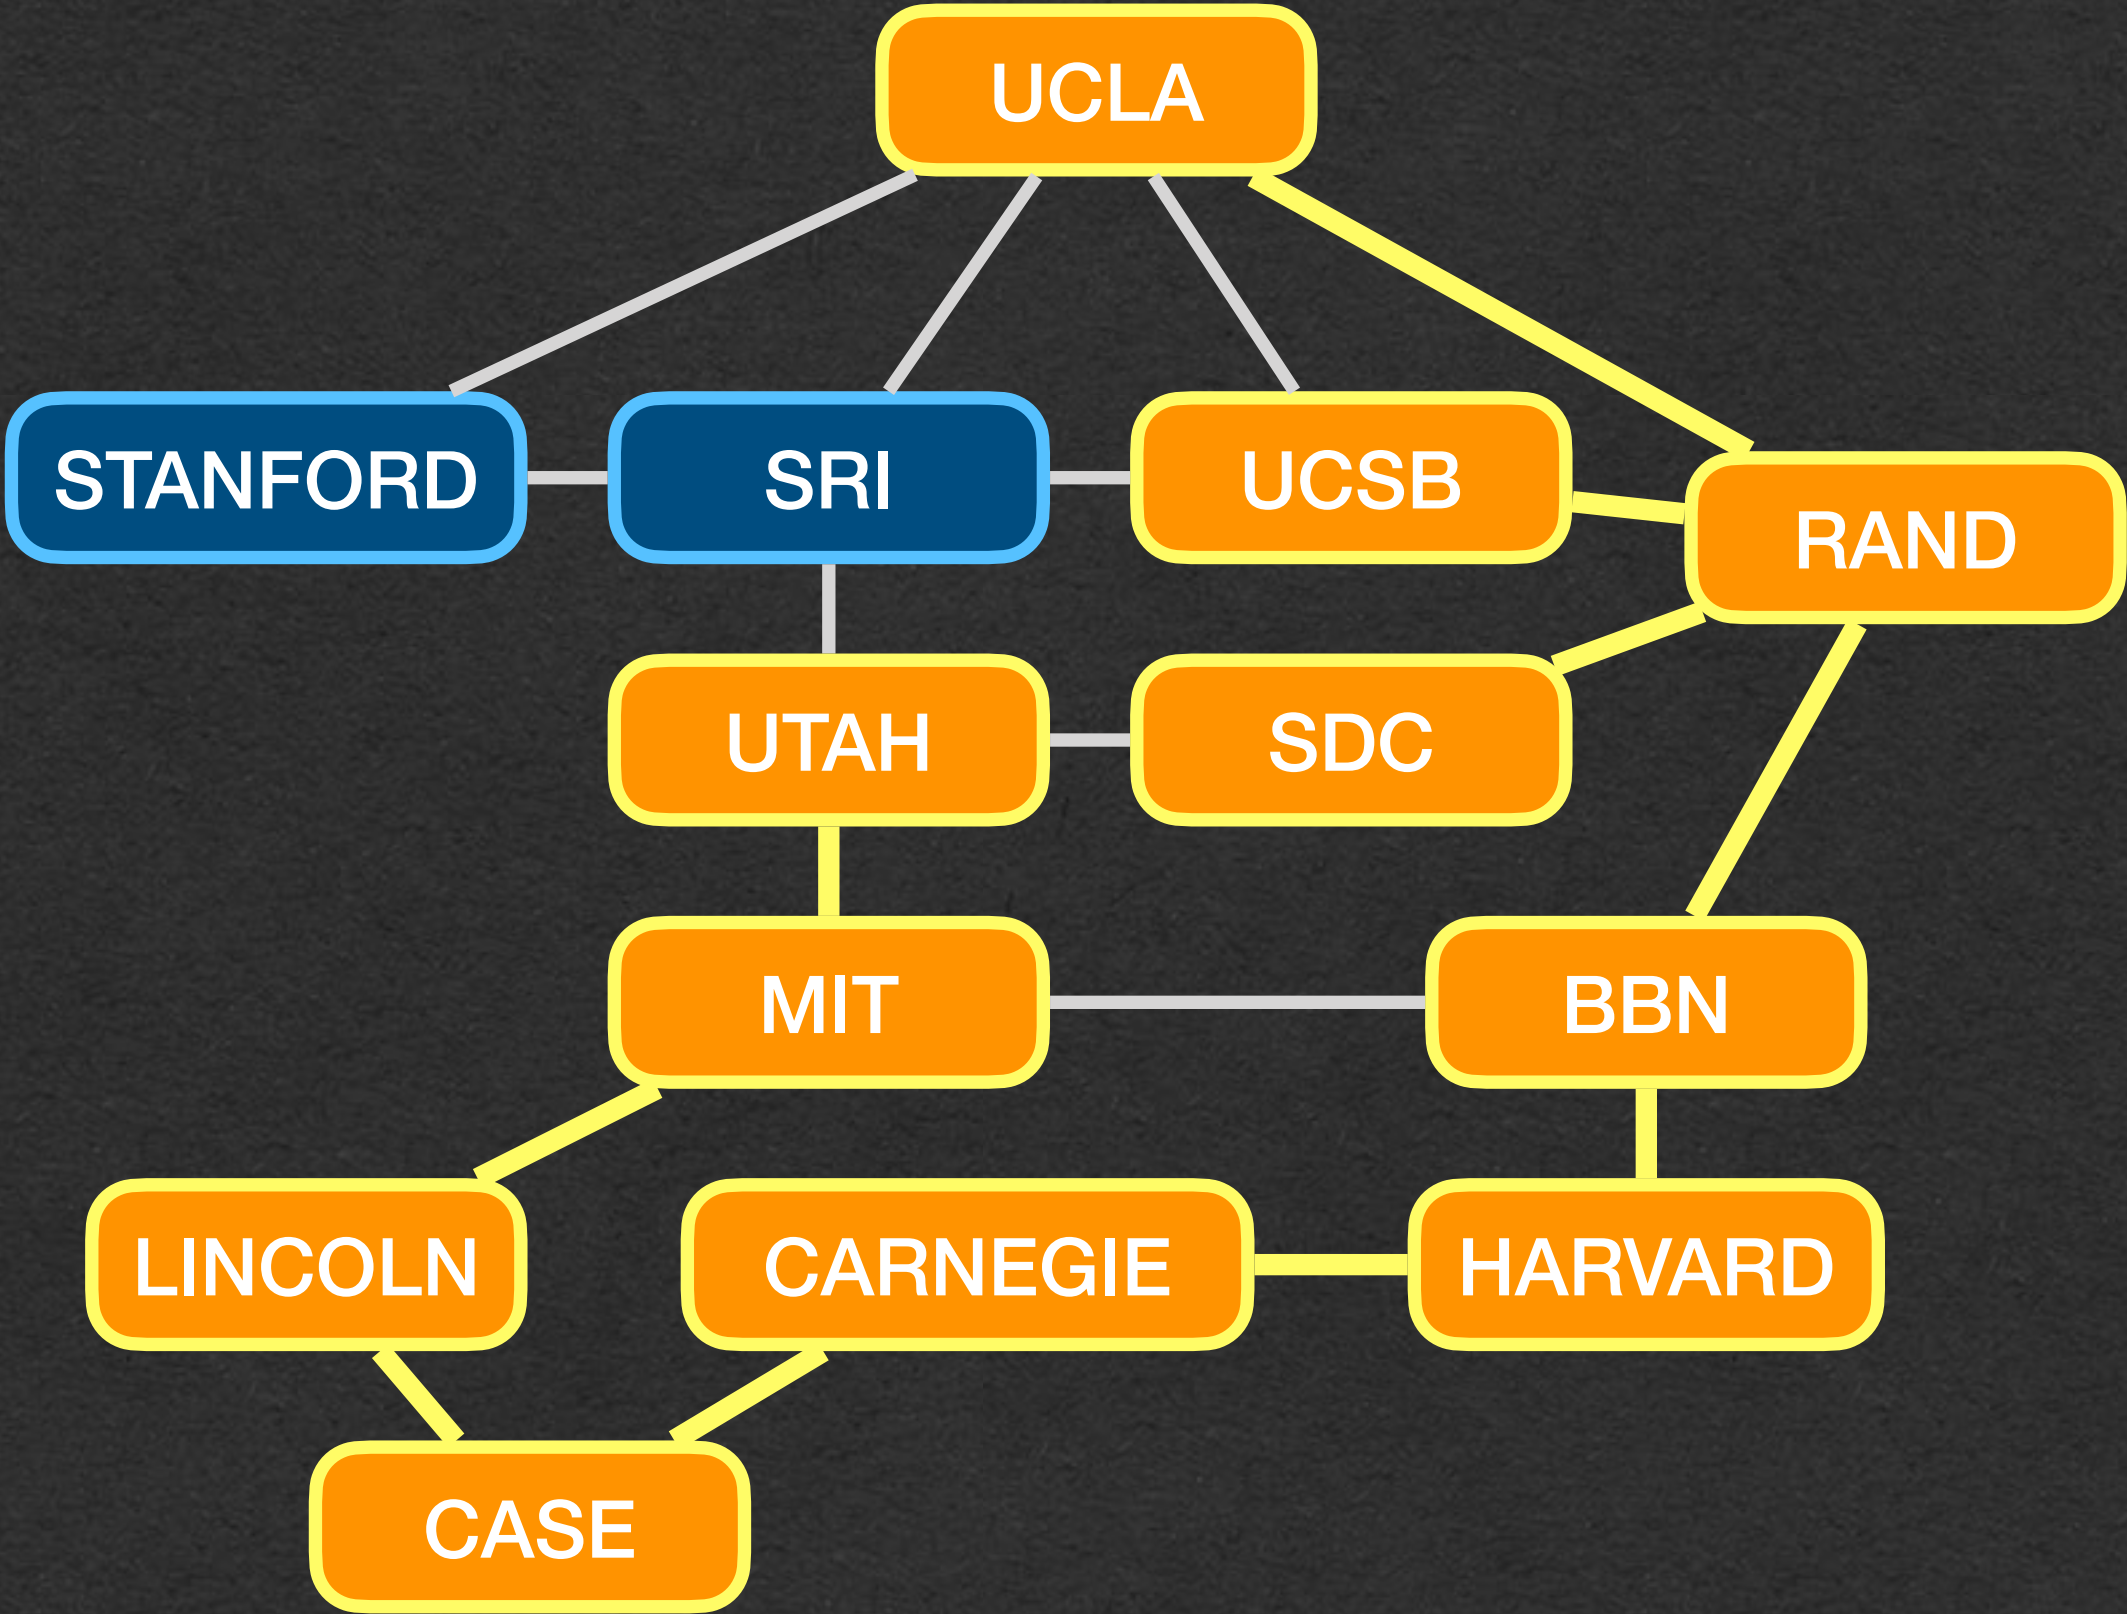 UCLA
STANFORD
SRI
UCSB
RAND
UTAH
SDC
MIT
BBN
LINCOLN
CARNEGIE
HARVARD
CASE